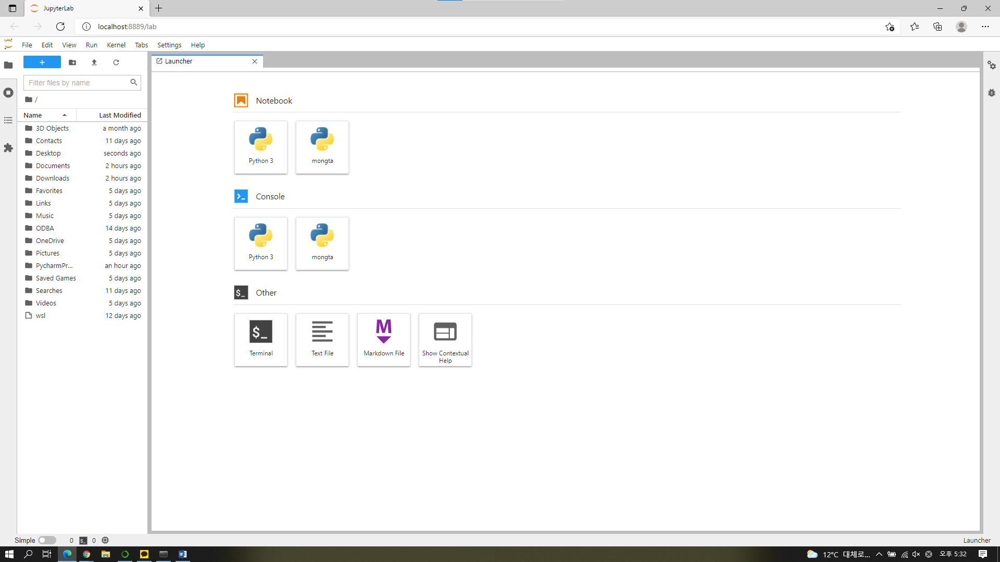 JupyterLab
localhost:8889/lab
File Edit View Run Kernel Tabs Settings Help
Launcher
Filter files by name
/
Name Last Modified
3D Objects a month ago
Contacts 11 days ago
Desktop seconds ago
Documents 2 hours ago
Downloads 2 hours ago
Favorites 5 days ago
Links 5 days ago
Music 5 days ago
ODBA 14 days ago
OneDrive 5 days ago
Pictures 5 days ago
PycharmPr... an hour ago
Saved Games 5 days ago
Searches 11 days ago
Videos 5 days ago
wsl 12 days ago
Notebook
Python 3 mongta
Console
Python 3 mongta
$_ Other
$_
M
Terminal Text File Markdown File Show Contextual
Help
Simple 0 $_ 0 Launcher
12°C 대체로... 오후 5:32